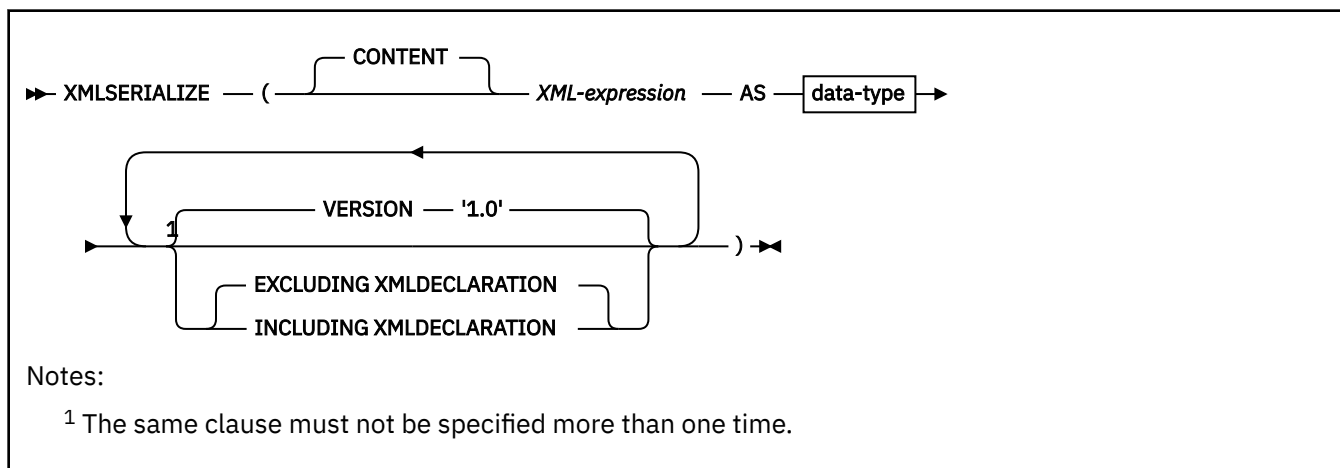 CONTENT
XMLSERIALIZE ( XML-expression AS data-type
VERSION '1.0'
1
)
EXCLUDING XMLDECLARATION
INCLUDING XMLDECLARATION
Notes:
1 The same clause must not be specified more than one time.